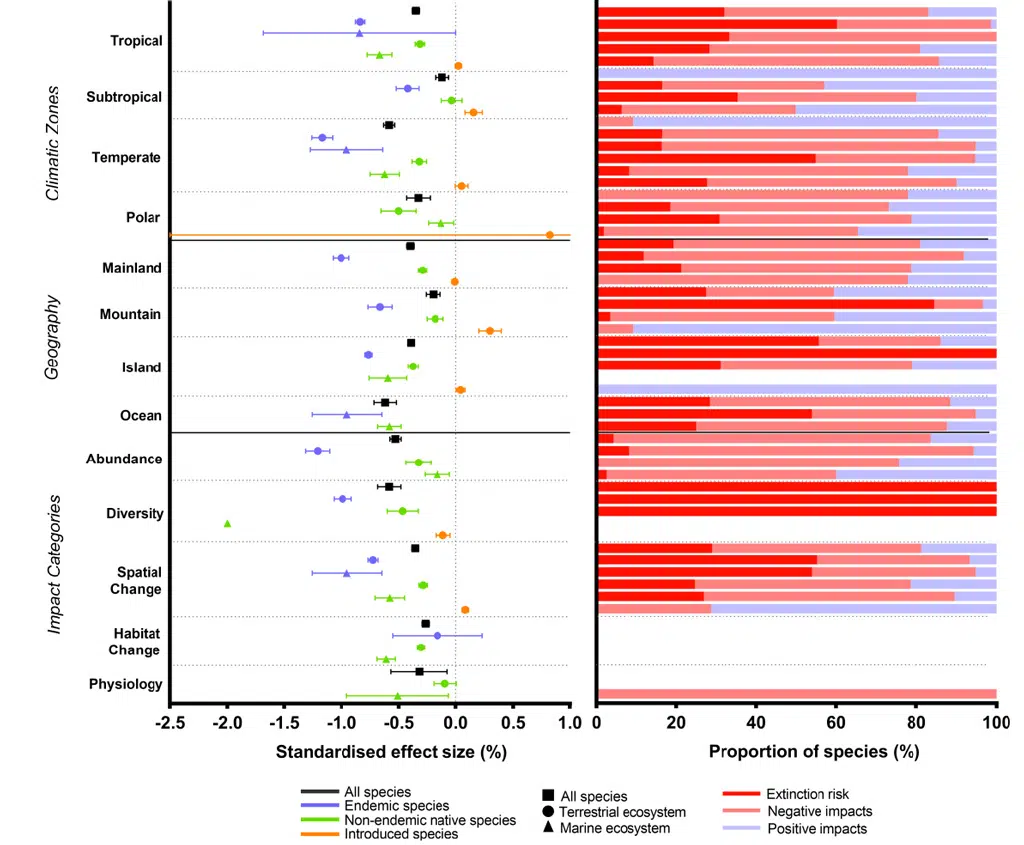 Climatic Zones
Tropical
Subtropical
Temperate
Polar
Geography
Mainland
Mountain
Island
Ocean
Impact Categories
Abundance
Diversity
Spatial
Change
Habitat
Change
Physiology
-2.5 -2.0 -1.5 -1.0 -0.5 0.0 0.5 1.0
Standardised effect size (%)
0 20 40 60 80 100
Proportion of species (%)
All species
Endemic species
Non-endemic native species
Introduced species
All species
Terrestrial ecosystem
Marine ecosystem
Extinction risk
Negative impacts
Positive impacts